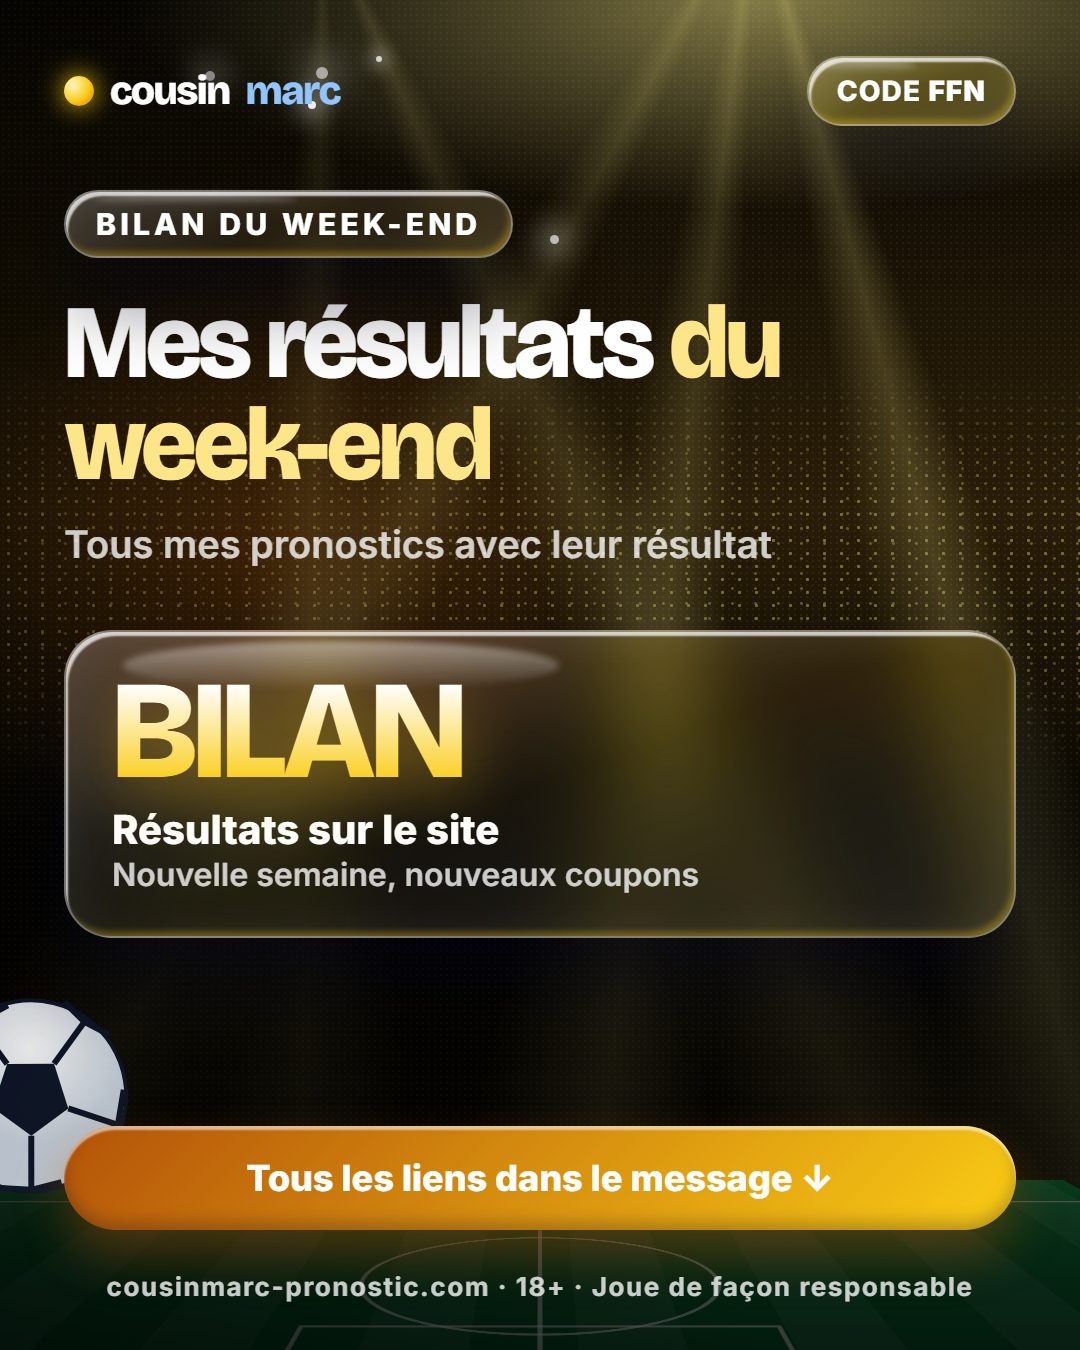 cousin marc
CODE FFN
BILAN DU WEEK-END
Mes résultats du
week-end
Tous mes pronostics avec leur résultat
BILAN
Résultats sur le site
Nouvelle semaine, nouveaux coupons
Tous les liens dans le message ↓
cousinmarc-pronostic.com · 18+ · Joue de façon responsable